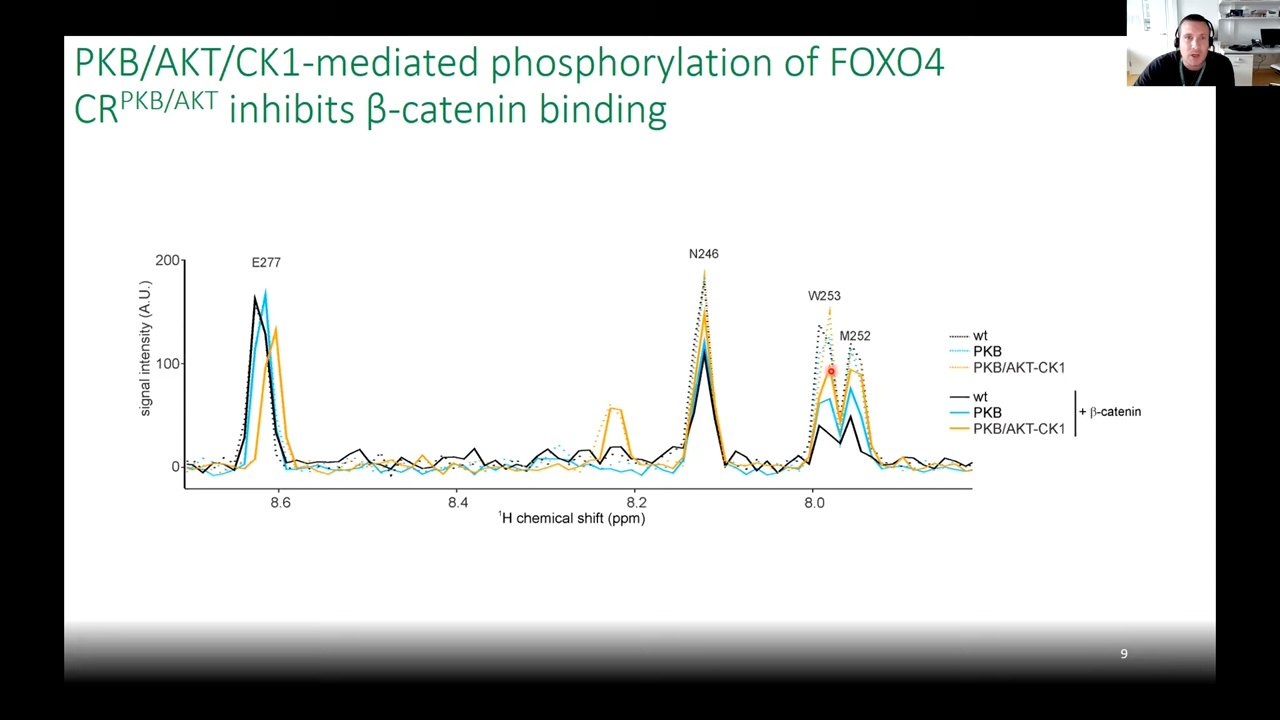 PKB/AKT/CK1-mediated phosphorylation of FOXO4
CRPKB/AKT inhibits β-catenin binding
200
100
0
signal intensity (A.U.)
E277
N246
W253
M252
8.6
8.4
8.2
8.0
1H chemical shift (ppm)
wt
PKB
PKB/AKT-CK1
wt
PKB
PKB/AKT-CK1
+ β-catenin
9